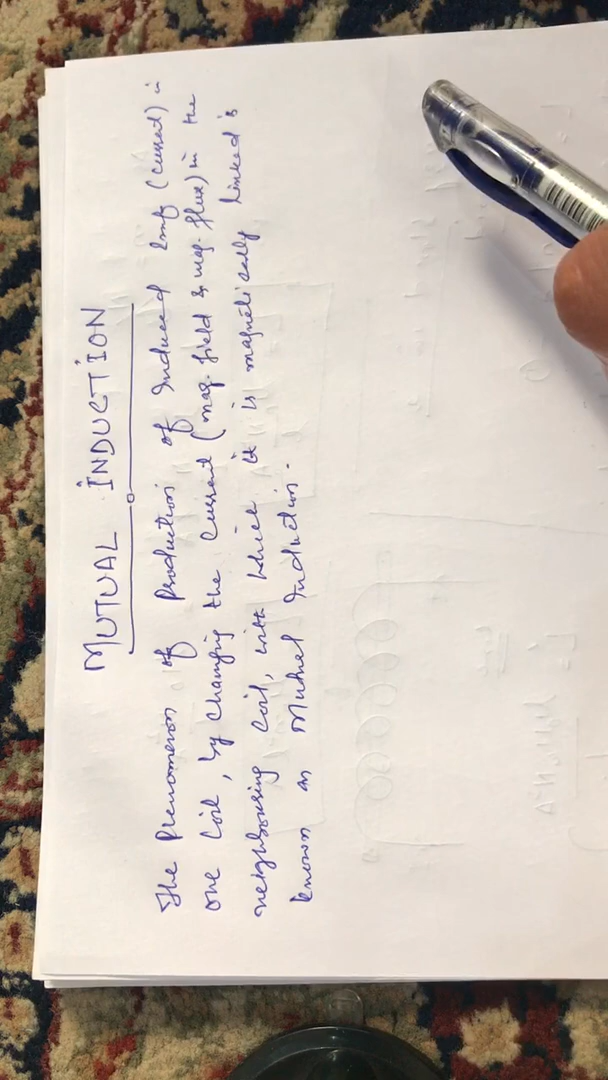 MUTUAL INDUCTION
The Phenomenon of Production of Induced Emf (current) in
one Coil, by changing the current (mag. field & mag. flux) in the
neighbouring Coil, with which it is magnetically linked is
known as Mutual Induction.